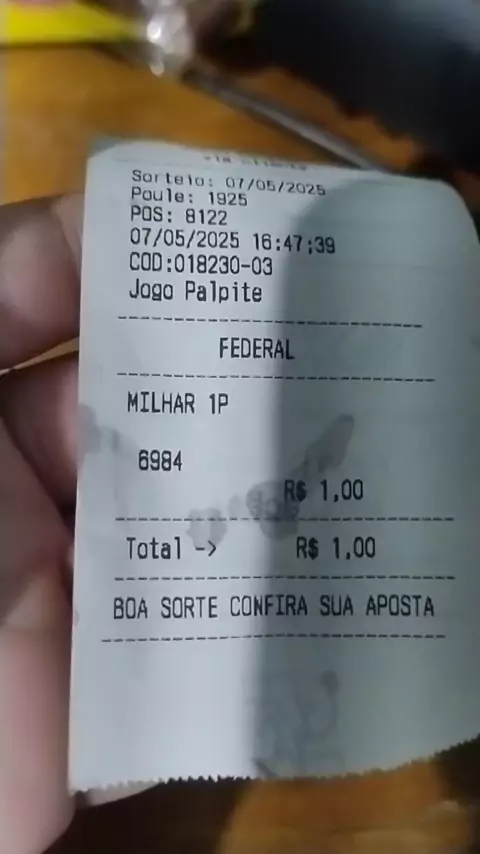 Sorteio: 07/05/2025
Poule: 1925
POS: 8122
07/05/2025 16:47:39
COD:018230-03
Jogo Palpite
FEDERAL
MILHAR 1P
6984
R$ 1,00
Total -> R$ 1,00
BOA SORTE CONFIRA SUA APOSTA